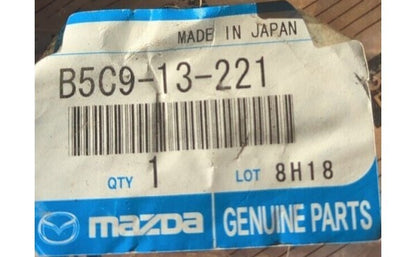 MADE IN JAPAN
B5C9-13-221
QTY 1 LOT 8H18
mazda GENUINE PARTS